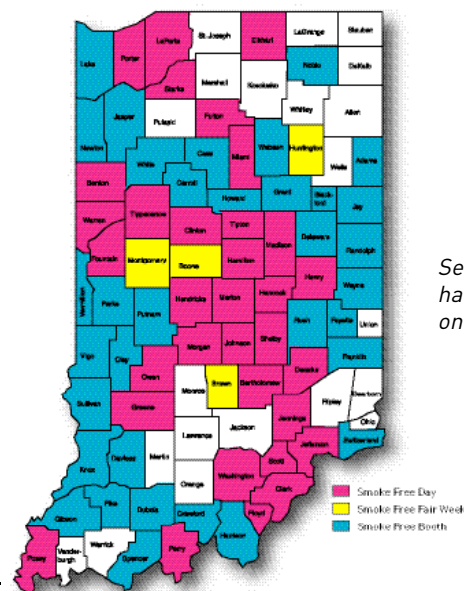 St. Joseph
LaGrange
Steuben
Elkhart
LaPorte
Porter
Lake
Noble
DeKalb
Marshall
Starke
Kosciusko
Whitley
Allen
Jasper
Pulaski
Fulton
Newton
Wabash
Huntington
Miami
Cass
White
Wells
Adams
Benton
Carroll
Grant
Black-
ford
Howard
Jay
Warren
Tippecanoe
Clinton
Tipton
Madison
Delaware
Randolph
Fountain
Montgomery
Boone
Hamilton
Henry
Wayne
Vermillion
Parke
Putnam
Hendricks
Marion
Hancock
Rush
Fayette
Union
Vigo
Clay
Morgan
Johnson
Shelby
Franklin
Owen
Decatur
Sullivan
Greene
Monroe
Brown
Bartholomew
Ripley
Dearborn
Ohio
Jennings
Switzerland
Jackson
Lawrence
Jefferson
Knox
Daviess
Martin
Scott
Orange
Washington
Clark
Floyd
Gibson
Pike
Dubois
Crawford
Harrison
Posey
Vander-
burgh
Warrick
Spencer
Perry
Smoke Free Day
Smoke Free Fair Week
Smoke Free Booth
Se
ha
on